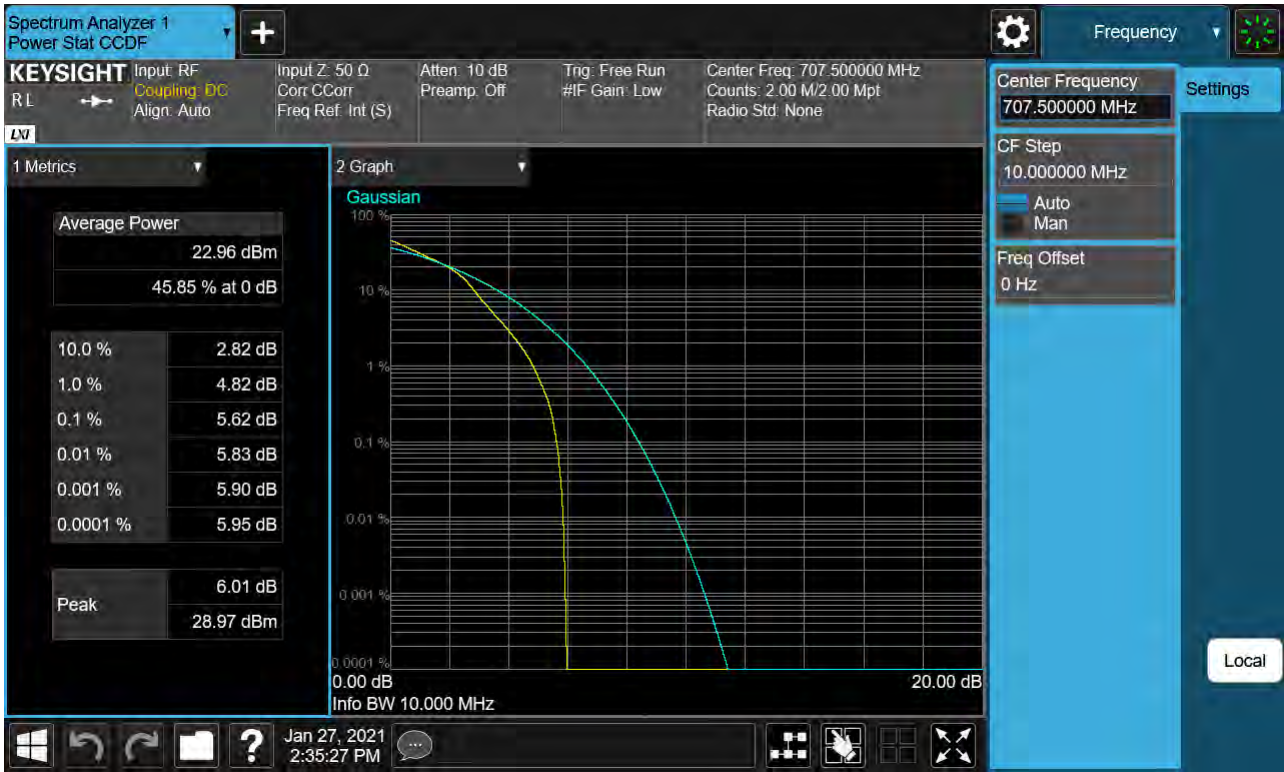 Spectrum Analyzer 1
Power Stat CCDF
+
Frequency
KEYSIGHT
R L
LXI
Input: RF
Coupling: DC
Align: Auto
Input Z: 50 Ω
Corr CCorr
Freq Ref: Int (S)
Atten: 10 dB
Preamp: Off
Trig: Free Run
#IF Gain: Low
Center Freq: 707.500000 MHz
Counts: 2.00 M/2.00 Mpt
Radio Std: None
Center Frequency
707.500000 MHz
Settings
CF Step
10.000000 MHz
Auto
Man
Freq Offset
0 Hz
1 Metrics
Average Power
22.96 dBm
45.85 % at 0 dB
10.0 % 2.82 dB
1.0 % 4.82 dB
0.1 % 5.62 dB
0.01 % 5.83 dB
0.001 % 5.90 dB
0.0001 % 5.95 dB
Peak
6.01 dB
28.97 dBm
2 Graph
Gaussian
100 %
10 %
1 %
0.1 %
0.01 %
0.001 %
0.0001 %
0.00 dB 20.00 dB
Info BW 10.000 MHz
Local
?
Jan 27, 2021
2:35:27 PM